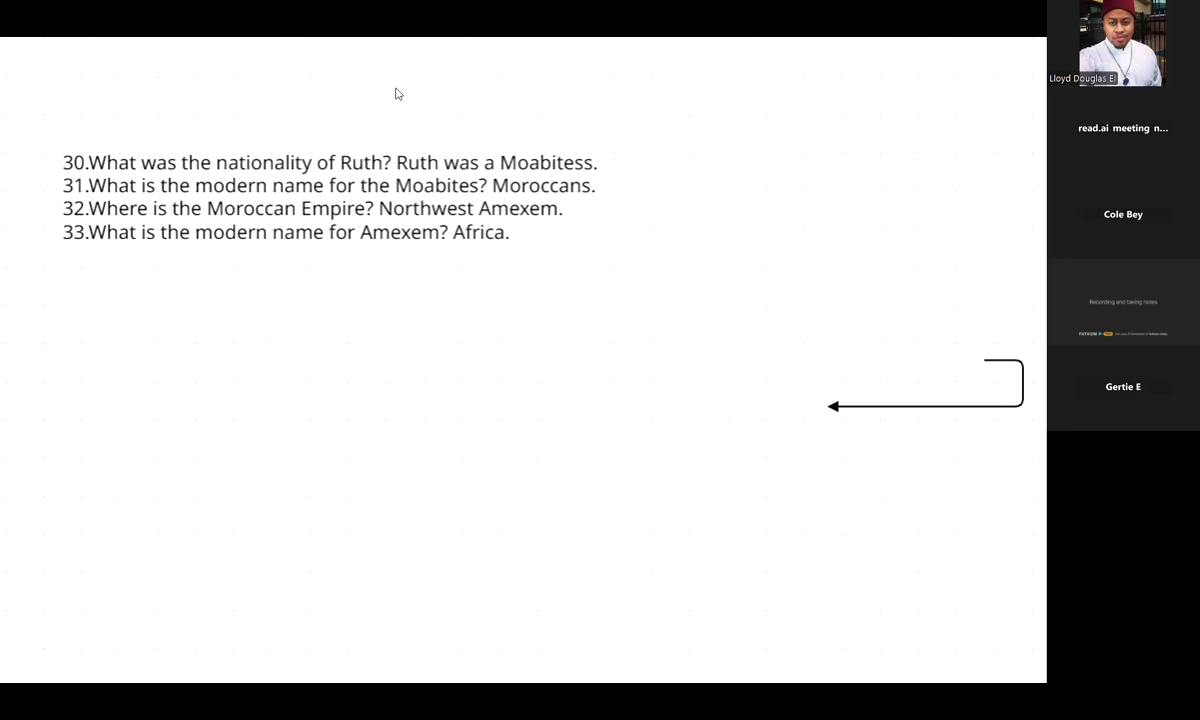 30.What was the nationality of Ruth? Ruth was a Moabitess.
31.What is the modern name for the Moabites? Moroccans.
32.Where is the Moroccan Empire? Northwest Amexem.
33.What is the modern name for Amexem? Africa.
Lloyd Douglas El
read.ai meeting n...
Cole Bey
Recording and taking notes
FATHOM
Gertie E